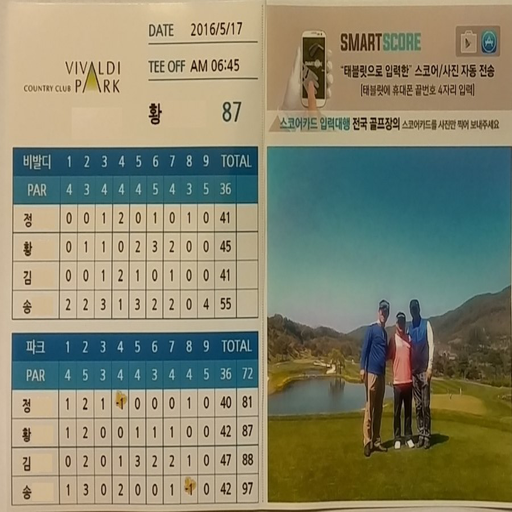 DATE 2016/5/17
VIVALDI PARK
COUNTRY CLUB
TEE OFF AM 06:45
황 87
비발디 1 2 3 4 5 6 7 8 9 TOTAL
PAR 4 3 4 4 4 5 4 3 5 36
정 0 0 1 2 0 1 0 1 0 41
황 0 1 1 0 2 3 2 0 0 45
김 0 0 1 2 1 0 1 0 0 41
송 2 2 3 1 3 2 2 0 4 55
파크 1 2 3 4 5 6 7 8 9 TOTAL
PAR 4 5 3 4 4 4 3 4 5 36 72
정 1 2 1 -1 0 0 0 1 0 40 81
황 1 2 0 0 1 1 1 0 0 42 87
김 0 2 0 1 3 2 2 1 0 47 88
송 1 3 0 2 0 0 1 -1 0 42 97
SMARTSCORE
"태블릿으로 입력한" 스코어/사진 자동 전송
[태블릿에 휴대폰 끝번호 4자리 입력]
스코어카드 입력대행 전국 골프장의 스코어카드를 사진만 찍어 보내주세요